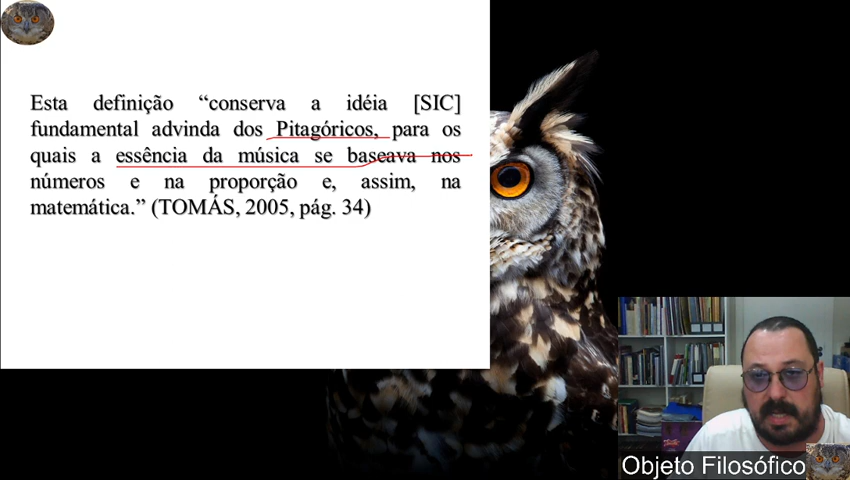 Esta definição “conserva a idéia [SIC]
fundamental advinda dos Pitagóricos, para os
quais a essência da música se baseava nos
números e na proporção e, assim, na
matemática.” (TOMÁS, 2005, pág. 34)
Objeto Filosófico